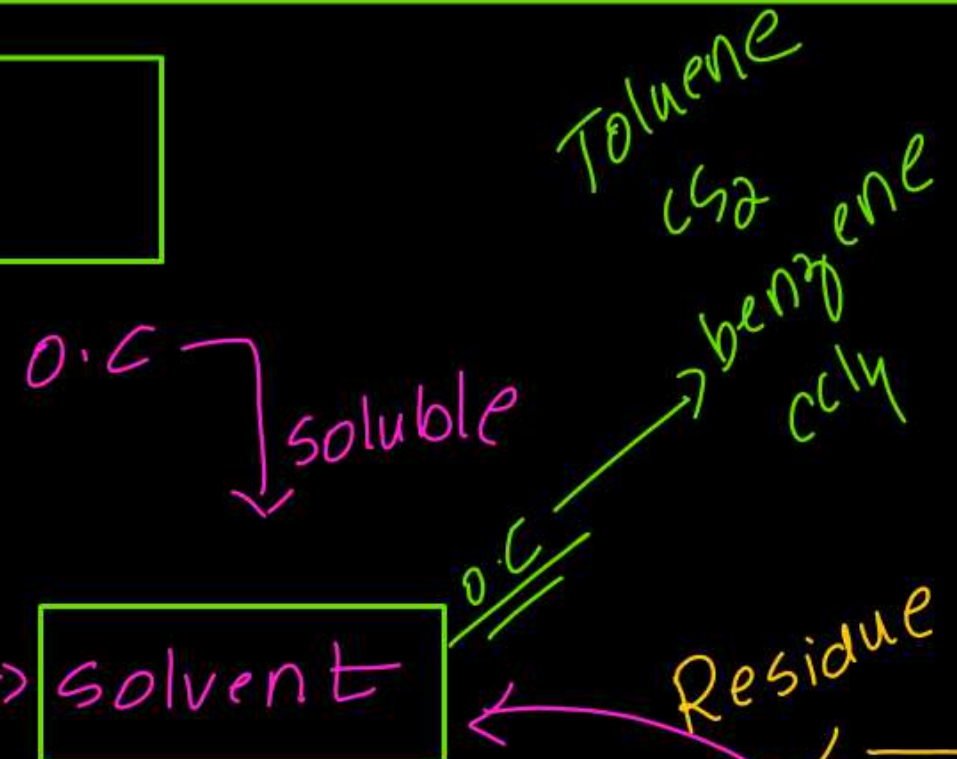 Toluene
CS2
benzene
CCl4
O.C
soluble
O.C
Solvent
Residue